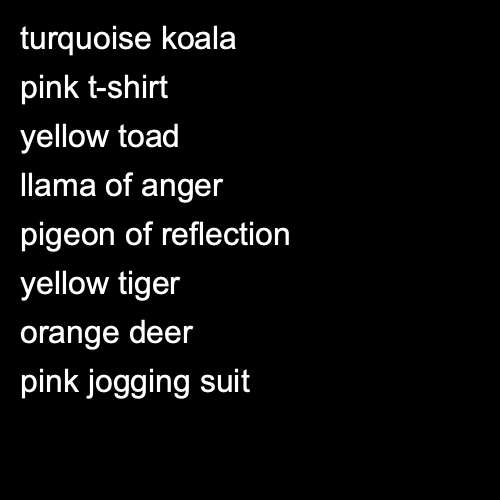 turquoise koala
pink t-shirt
yellow toad
llama of anger
pigeon of reflection
yellow tiger
orange deer
pink jogging suit